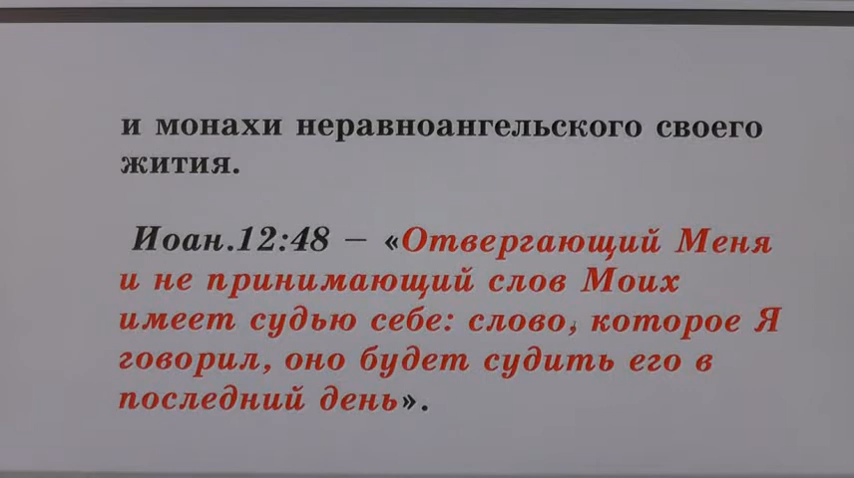 и монахи неравноангельского своего
жития.
Иоан.12:48 – «Отвергающий Меня
и не принимающий слов Моих
имеет судью себе: слово, которое Я
говорил, оно будет судить его в
последний день».